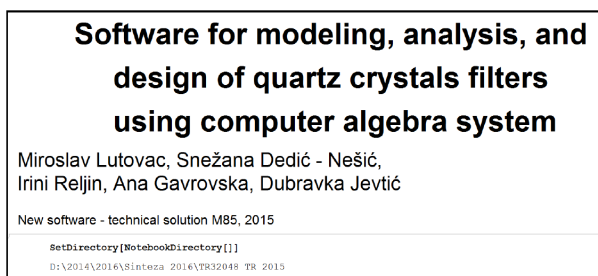 Software for modeling, analysis, and
design of quartz crystals filters
using computer algebra system
Miroslav Lutovac, Snežana Dedić - Nešić,
Irini Reljin, Ana Gavrovska, Dubravka Jevtić
New software - technical solution M85, 2015
SetDirectory[NotebookDirectory[]]
D:\2014\2016\Sinteza 2016\TR32048 TR 2015